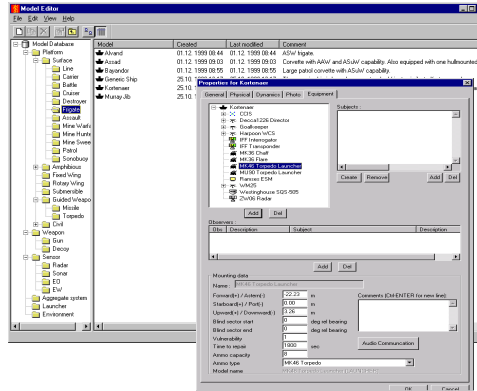 Model Editor
File Edit View Help
Model Database
Platform
Surface
Line
Carrier
Battle
Cruiser
Destroyer
Frigate
Assault
Mine Warfa
Mine Hunte
Mine Swee
Patrol
Sonobuoy
Amphibious
Fixed Wing
Rotary Wing
Submersible
Guided Weapo
Missile
Torpedo
Civil
Weapon
Gun
Decoy
Sensor
Radar
Sonar
EO
EW
Aggregate system
Launcher
Environment
Model Created Last modified Comment
Alvand 01.12. 1999 08:44 01.12. 1999 08:44 ASW frigate.
Assad 01.12. 1999 09:03 01.12. 1999 09:03 Corvette with AAW and ASuW capability. Also equipped with one hullmounted
Bayandor 01.12. 1999 08:55 01.12. 1999 08:55 Large patrol corvette with ASuW capability.
Generic Ship 25.10.
Kortenaer 25.10.
Murray Jib 25.10.
Properties for Kortenaer
General Physical Dynamics Photo Equipment
Kortenaer
CCIS
Decca1226 Director
Goalkeeper
Harpoon WCS
IFF Interrogator
IFF Transponder
MK36 Chaff
MK36 Flare
MK46 Torpedo Launcher
MU90 Torpedo Launcher
Ramses ESM
WM25
Westinghouse SQS-505
ZW06 Radar
Subjects :
Create Remove Add Del
Add Del
Observers :
Obs Description Subject Description
Add Del
Mounting data
Name : MK46 Torpedo Launcher
Forward(+) / Astern(-) -22.23 m
Starboard(+) / Port(-) 0.00 m
Upward(+) / Downward(-) 3.26 m
Blind sector start 0 deg rel bearing
Blind sector end 0 deg rel bearing
Vulnerability 1
Time to repair 1800 sec
Ammo capacity 8
Ammo type MK46 Torpedo
Model name
Comments (Ctrl-ENTER for new line):
Audio Communication
OK Cancel